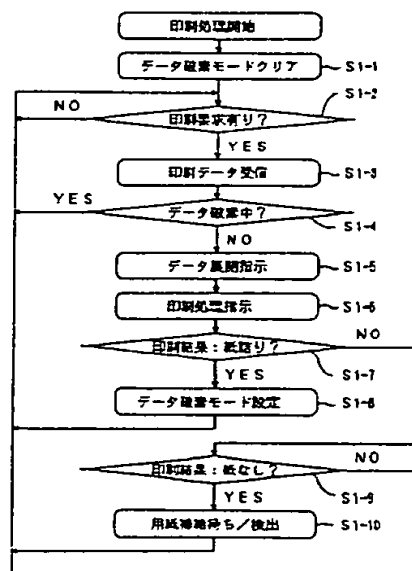 印刷処理開始
データ破棄モードクリア
S1-1
NO
S1-2
印刷要求有り？
YES
印刷データ受信
S1-3
YES
データ破棄中？
S1-4
NO
データ展開指示
S1-5
印刷処理指示
S1-6
NO
印刷結果：紙詰り？
S1-7
YES
データ破棄モード設定
S1-8
NO
印刷結果：紙なし？
S1-9
YES
用紙補給待ち／検出
S1-10